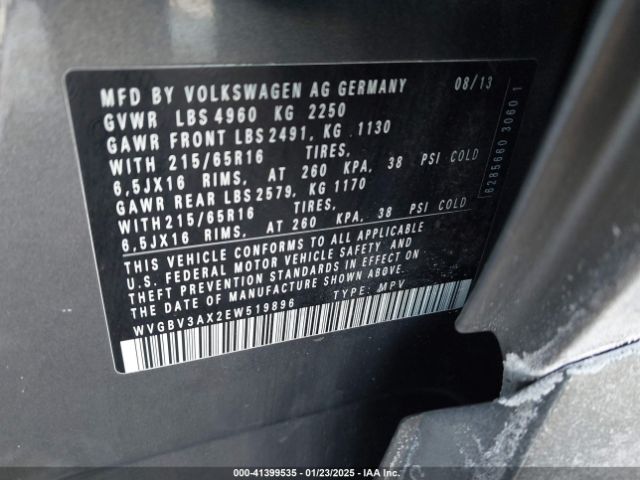 MFD BY VOLKSWAGEN AG GERMANY 08/13
GVWR LBS 4960 KG 2250
GAWR FRONT LBS 2491, KG 1130
WITH 215/65R16 TIRES,
6,5JX16 RIMS, AT 260 KPA, 38 PSI COLD
GAWR REAR LBS 2579, KG 1170
WITH 215/65R16 TIRES,
6,5JX16 RIMS, AT 260 KPA, 38 PSI COLD
THIS VEHICLE CONFORMS TO ALL APPLICABLE
U.S. FEDERAL MOTOR VEHICLE SAFETY AND
THEFT PREVENTION STANDARDS IN EFFECT ON
THE DATE OF MANUFACTURE SHOWN ABOVE.
WVGBV3AX2EW519896 TYPE: MPV
6285660 3060 1
000-41399535 - 01/23/2025 - IAA Inc.